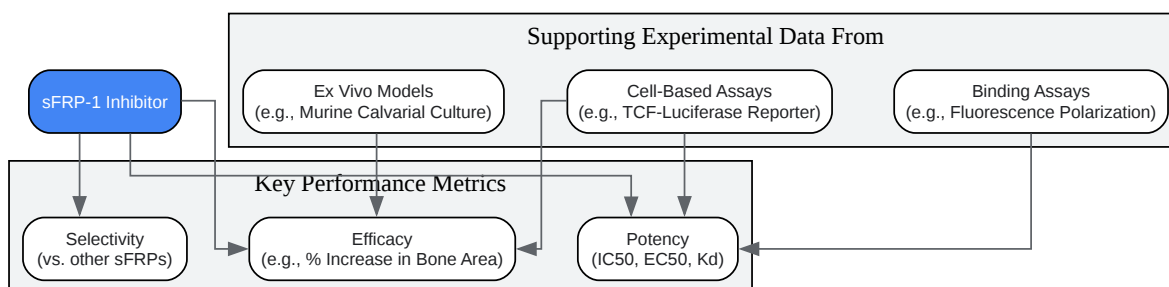 Supporting Experimental Data From
sFRP-1 Inhibitor
Ex Vivo Models
(e.g., Murine Calvarial Culture)
Cell-Based Assays
(e.g., TCF-Luciferase Reporter)
Binding Assays
(e.g., Fluorescence Polarization)
Key Performance Metrics
Selectivity
(vs. other sFRPs)
Efficacy
(e.g., % Increase in Bone Area)
Potency
(IC50, EC50, Kd)